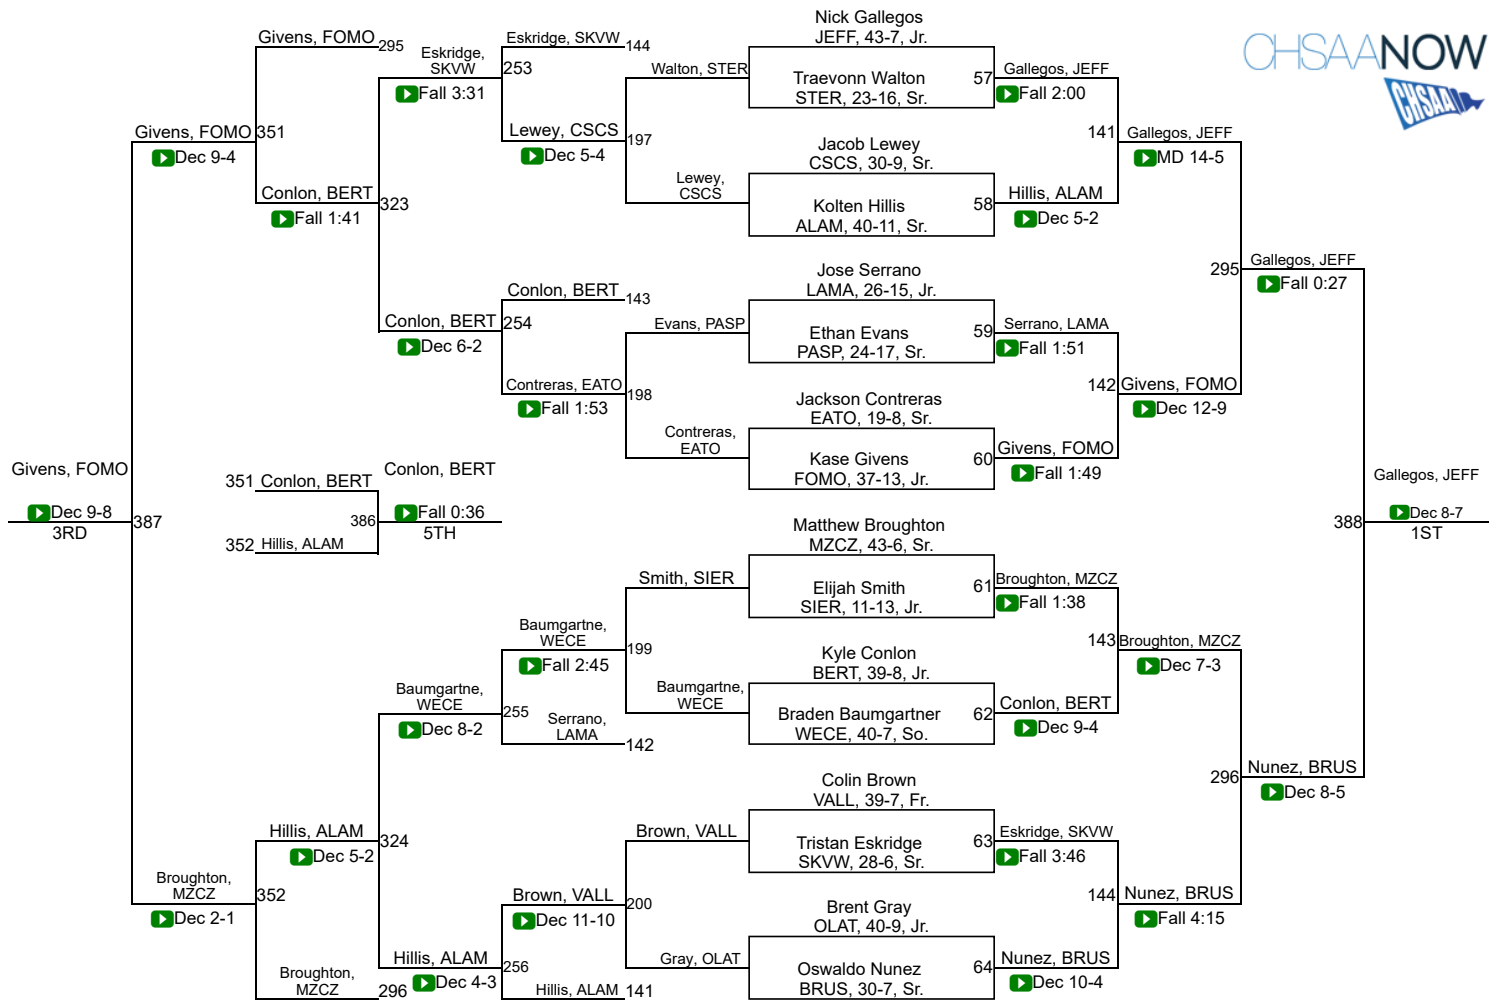 Nick Gallegos
JEFF, 43-7, Jr.
CHSAANOW
CHSAA
Givens, FOMO
295
Eskridge,
SKVW
Eskridge, SKVW
144
253
Fall 3:31
Walton, STER
Traevonn Walton
STER, 23-16, Sr.
57
Gallegos, JEFF
Fall 2:00
Givens, FOMO
351
Dec 9-4
Lewey, CSCS
Dec 5-4
197
Jacob Lewey
CSCS, 30-9, Sr.
141
Gallegos, JEFF
MD 14-5
Conlon, BERT
Fall 1:41
323
Lewey,
CSCS
Kolten Hillis
ALAM, 40-11, Sr.
58
Hillis, ALAM
Dec 5-2
Jose Serrano
LAMA, 26-15, Jr.
295
Gallegos, JEFF
Fall 0:27
Conlon, BERT
143
Conlon, BERT
254
Dec 6-2
Evans, PASP
Ethan Evans
PASP, 24-17, Sr.
59
Serrano, LAMA
Fall 1:51
Contreras, EATO
Fall 1:53
198
Jackson Contreras
EATO, 19-8, Sr.
142
Givens, FOMO
Dec 12-9
Contreras,
EATO
Kase Givens
FOMO, 37-13, Jr.
60
Givens, FOMO
Fall 1:49
Givens, FOMO
Dec 9-8
3RD
387
351
Conlon, BERT
386
352
Hillis, ALAM
Conlon, BERT
Fall 0:36
5TH
388
Gallegos, JEFF
Dec 8-7
1ST
Matthew Broughton
MZCZ, 43-6, Sr.
Smith, SIER
Elijah Smith
SIER, 11-13, Jr.
61
Broughton, MZCZ
Fall 1:38
Baumgartne,
WECE
Fall 2:45
199
Kyle Conlon
BERT, 39-8, Jr.
143
Broughton, MZCZ
Dec 7-3
Baumgartne,
WECE
Dec 8-2
255
Serrano,
LAMA
142
Baumgartne,
WECE
Braden Baumgartner
WECE, 40-7, So.
62
Conlon, BERT
Dec 9-4
Colin Brown
VALL, 39-7, Fr.
296
Nunez, BRUS
Dec 8-5
Hillis, ALAM
Dec 5-2
324
Brown, VALL
Tristan Eskridge
SKVW, 28-6, Sr.
63
Eskridge, SKVW
Fall 3:46
Broughton,
MZCZ
Dec 2-1
352
Brown, VALL
Dec 11-10
200
Brent Gray
OLAT, 40-9, Jr.
144
Nunez, BRUS
Fall 4:15
Broughton,
MZCZ
296
Hillis, ALAM
Dec 4-3
256
Hillis, ALAM
141
Gray, OLAT
Oswaldo Nunez
BRUS, 30-7, Sr.
64
Nunez, BRUS
Dec 10-4